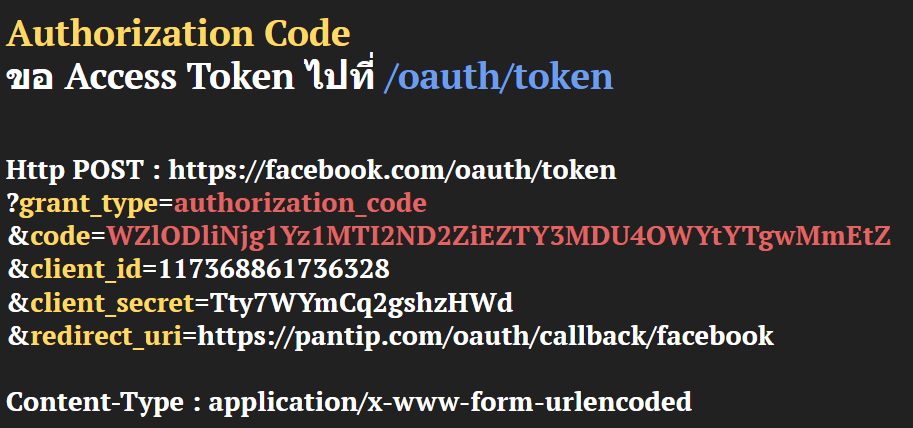 Authorization Code
ขอ Access Token ไปที่ /oauth/token
Http POST : https://facebook.com/oauth/token
?grant_type=authorization_code
&code=WZlODliNjg1Yz1MTI2ND2ZiEZTY3MDU4OWYtYTgwMmEtZ
&client_id=117368861736328
&client_secret=Tty7WYmCq2gshzHWd
&redirect_uri=https://pantip.com/oauth/callback/facebook
Content-Type : application/x-www-form-urlencoded